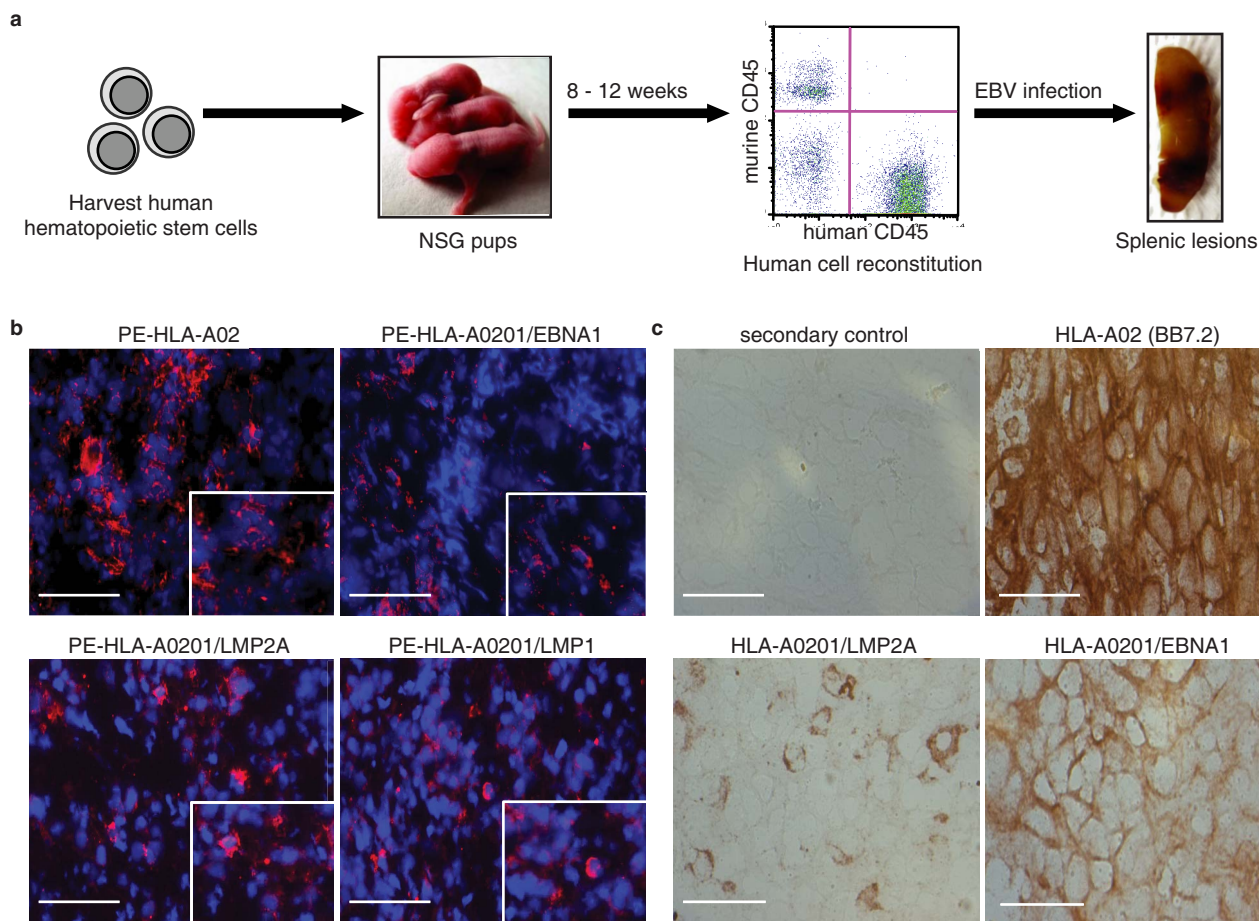 a
8 - 12 weeks
EBV infection
murine CD45
human CD45
Harvest human
hematopoietic stem cells
NSG pups
Human cell reconstitution
Splenic lesions
b
PE-HLA-A02
PE-HLA-A0201/EBNA1
PE-HLA-A0201/LMP2A
PE-HLA-A0201/LMP1
c
secondary control
HLA-A02 (BB7.2)
HLA-A0201/LMP2A
HLA-A0201/EBNA1